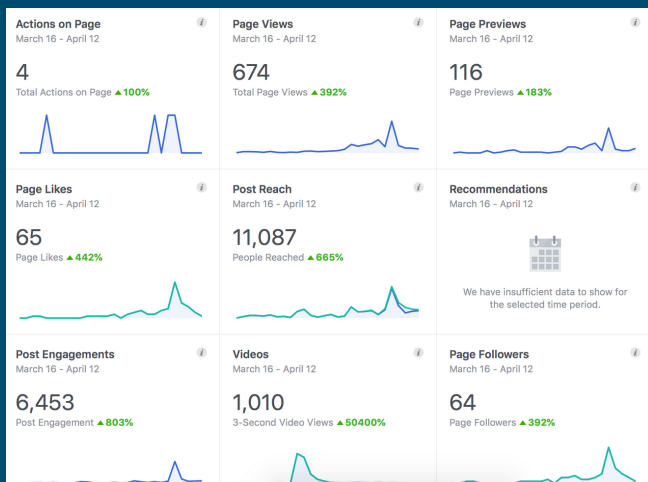 Actions on Page
March 16 - April 12
4
Total Actions on Page ▲100%
Page Views
March 16 - April 12
674
Total Page Views ▲392%
Page Previews
March 16 - April 12
116
Page Previews ▲183%
Page Likes
March 16 - April 12
65
Page Likes ▲442%
Post Reach
March 16 - April 12
11,087
People Reached ▲665%
Recommendations
March 16 - April 12
We have insufficient data to show for
the selected time period.
Post Engagements
March 16 - April 12
6,453
Post Engagement ▲803%
Videos
March 16 - April 12
1,010
3-Second Video Views ▲50400%
Page Followers
March 16 - April 12
64
Page Followers ▲392%